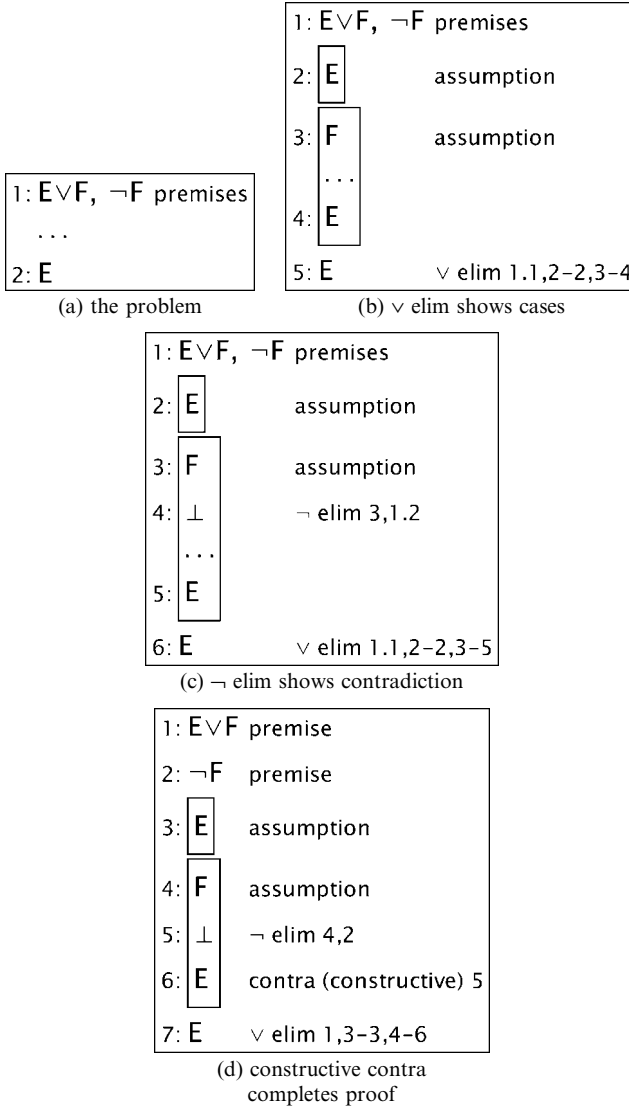 1: E∨F, ¬F premises
. . .
2: E
(a) the problem
1: E∨F, ¬F premises
2: E assumption
3: F assumption
. . .
4: E
5: E ∨ elim 1.1,2-2,3-4
(b) ∨ elim shows cases
1: E∨F, ¬F premises
2: E assumption
3: F assumption
4: ⊥ ¬ elim 3,1.2
. . .
5: E
6: E ∨ elim 1.1,2-2,3-5
(c) ¬ elim shows contradiction
1: E∨F premise
2: ¬F premise
3: E assumption
4: F assumption
5: ⊥ ¬ elim 4,2
6: E contra (constructive) 5
7: E ∨ elim 1,3-3,4-6
(d) constructive contra
completes proof